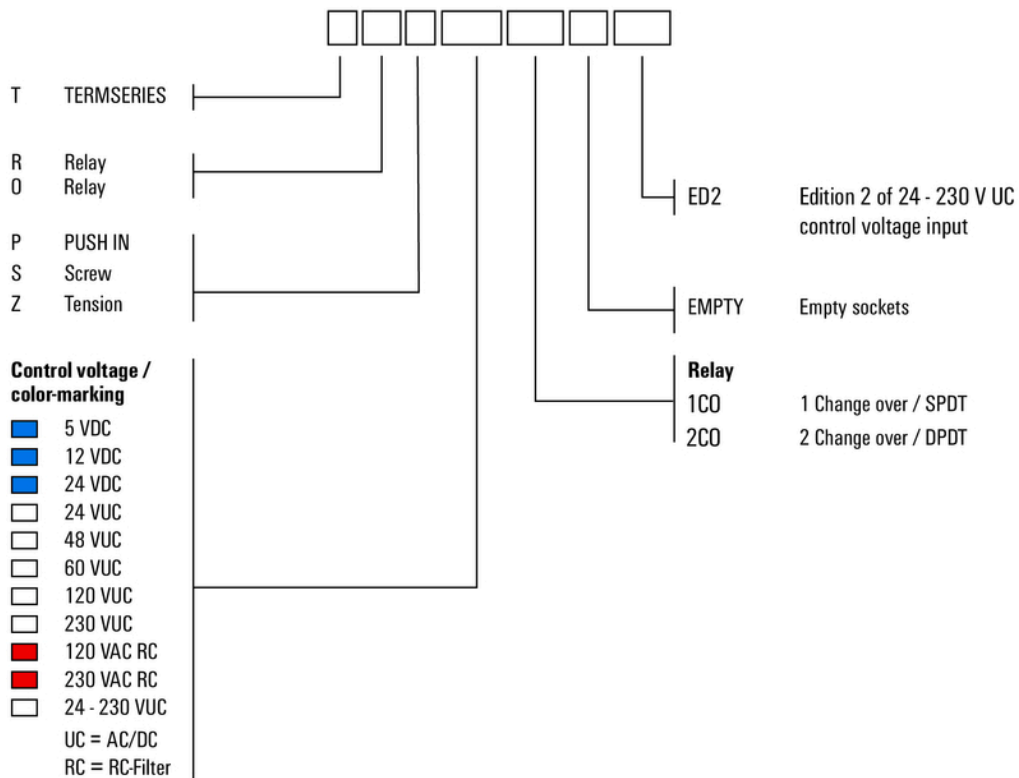 T TERMSERIES
R Relay
O Relay
P PUSH IN
S Screw
Z Tension
Control voltage /
color-marking
5 VDC
12 VDC
24 VDC
24 VUC
48 VUC
60 VUC
120 VUC
230 VUC
120 VAC RC
230 VAC RC
24 - 230 VUC
UC = AC/DC
RC = RC-Filter
ED2 Edition 2 of 24 - 230 V UC
control voltage input
EMPTY Empty sockets
Relay
1CO 1 Change over / SPDT
2CO 2 Change over / DPDT